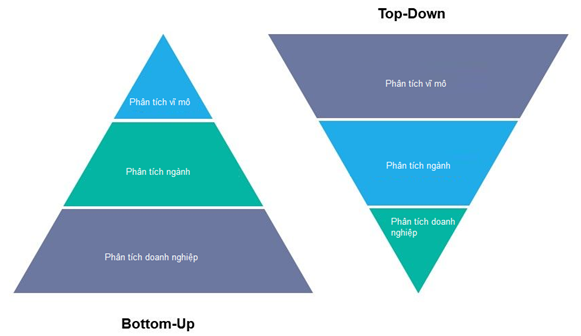 Top-Down
Phân tích vĩ mô
Phân tích ngành
Phân tích doanh nghiệp
Bottom-Up
Phân tích vĩ mô
Phân tích ngành
Phân tích doanh
nghiệp